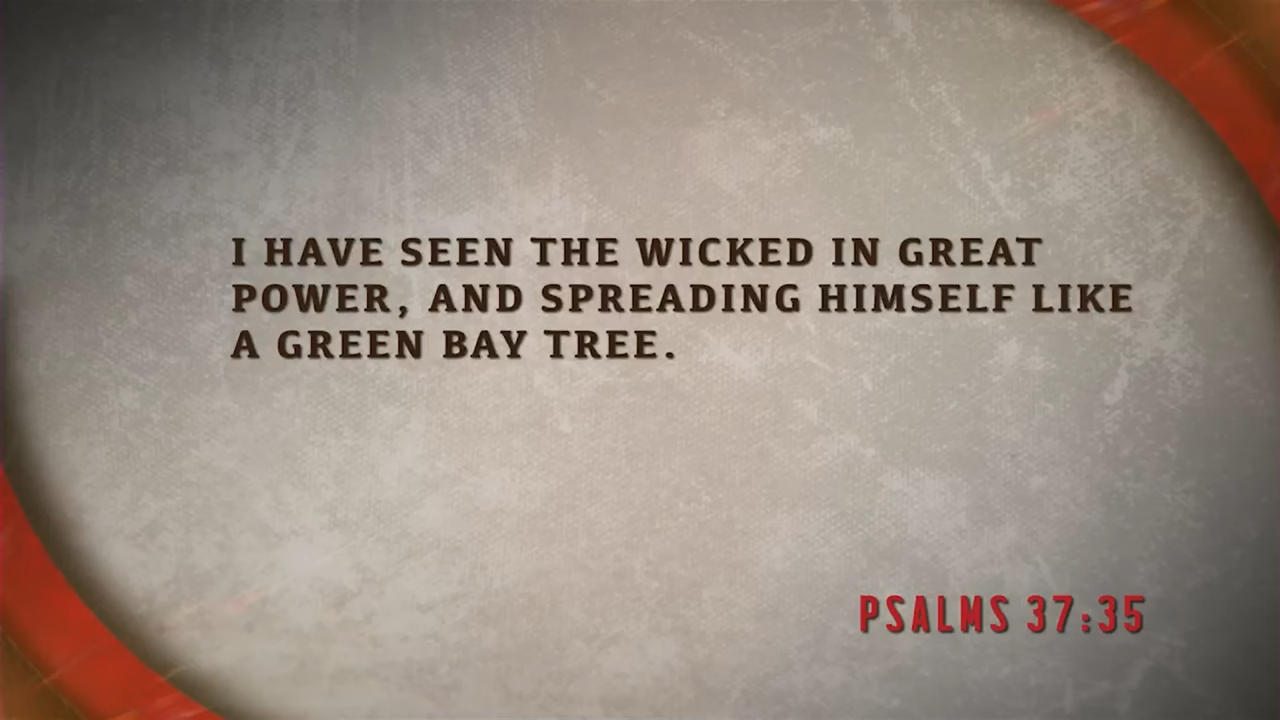 I HAVE SEEN THE WICKED IN GREAT
POWER, AND SPREADING HIMSELF LIKE
A GREEN BAY TREE.
PSALMS 37:35